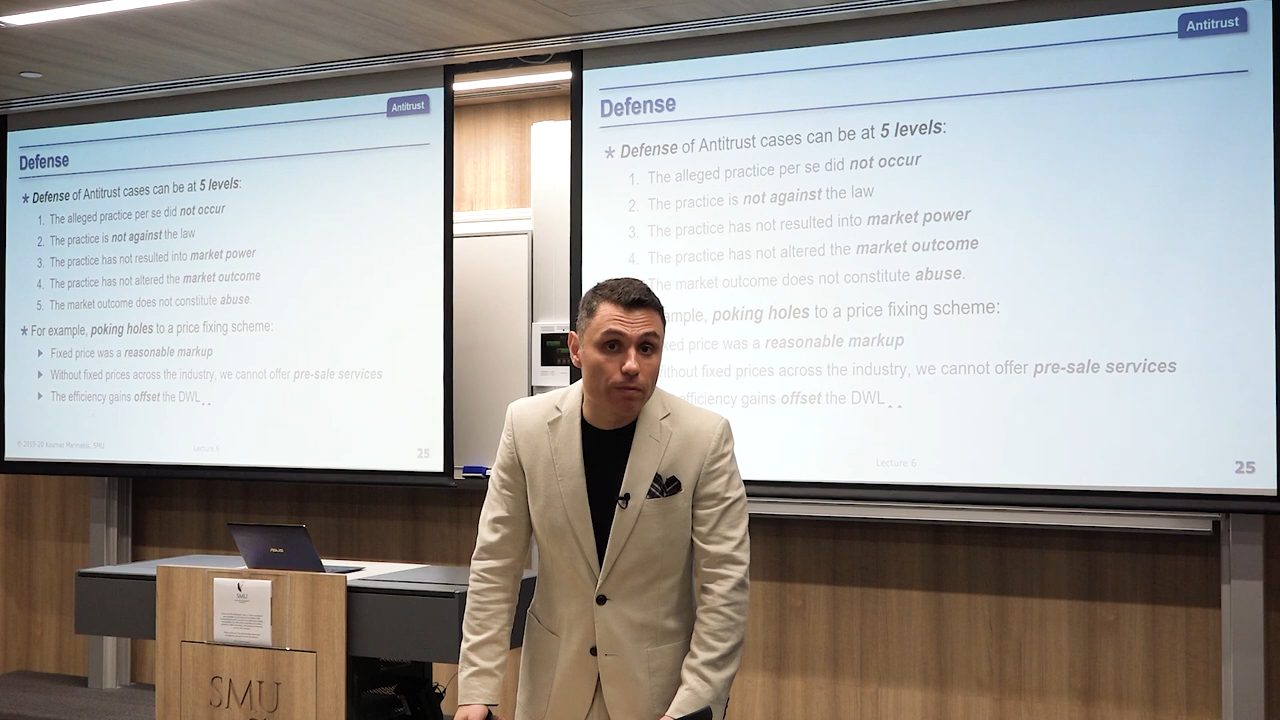 Antitrust
Defense
* Defense of Antitrust cases can be at 5 levels:
1. The alleged practice per se did not occur
2. The practice is not against the law
3. The practice has not resulted into market power
4. The practice has not altered the market outcome
5. The market outcome does not constitute abuse.
* For example, poking holes to a price fixing scheme:
Fixed price was a reasonable markup
Without fixed prices across the industry, we cannot offer pre-sale services
The efficiency gains offset the DWL
Lecture 6
25
Antitrust
Defense
* Defense of Antitrust cases can be at 5 levels:
1. The alleged practice per se did not occur
2. The practice is not against the law
3. The practice has not resulted into market power
4. The practice has not altered the market outcome
The market outcome does not constitute abuse.
ample, poking holes to a price fixing scheme:
ed price was a reasonable markup
ithout fixed prices across the industry, we cannot offer pre-sale services
efficiency gains offset the DWL
Lecture 6
25
ASUS
SMU
SMU